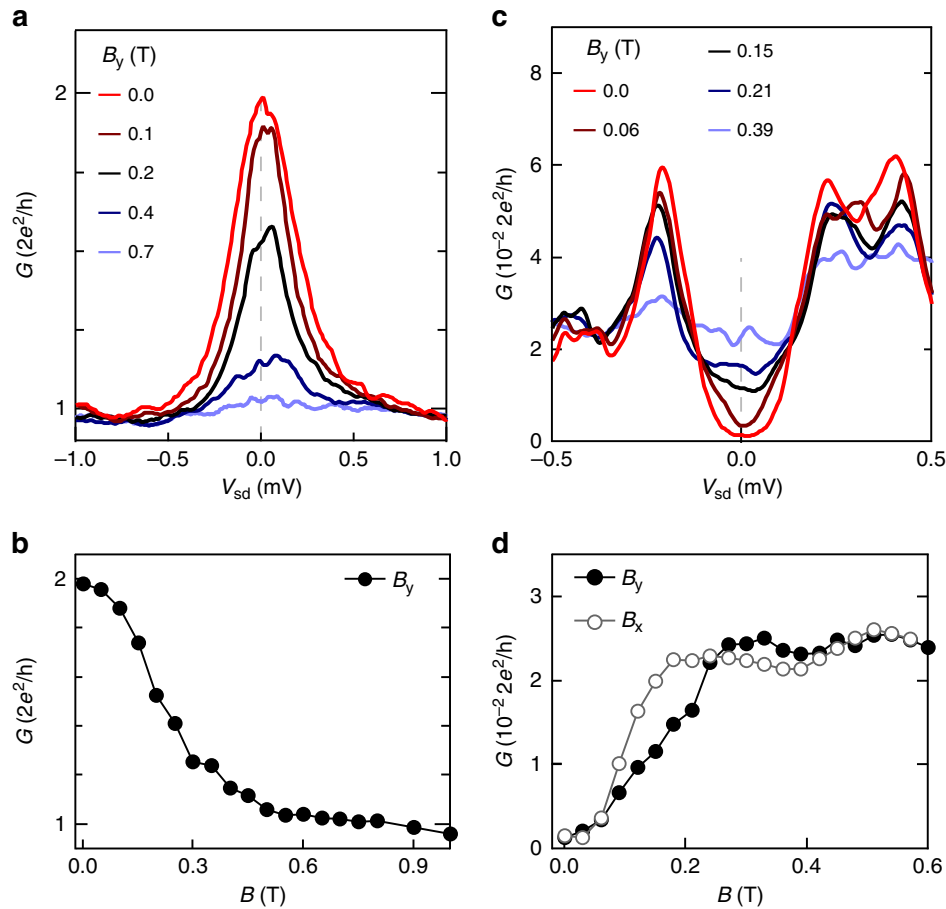 a
B_y (T)
0.0
0.1
0.2
0.4
0.7
2
1
G (2e²/h)
–1.0
–0.5
0.0
0.5
1.0
V_sd (mV)
c
B_y (T)
0.0
0.06
0.15
0.21
0.39
8
6
4
2
0
G (10⁻² 2e²/h)
–0.5
0.0
0.5
V_sd (mV)
b
B_y
2
1
G (2e²/h)
0.0
0.3
0.6
0.9
B (T)
d
B_y
B_x
3
2
1
0
G (10⁻² 2e²/h)
0.0
0.2
0.4
0.6
B (T)